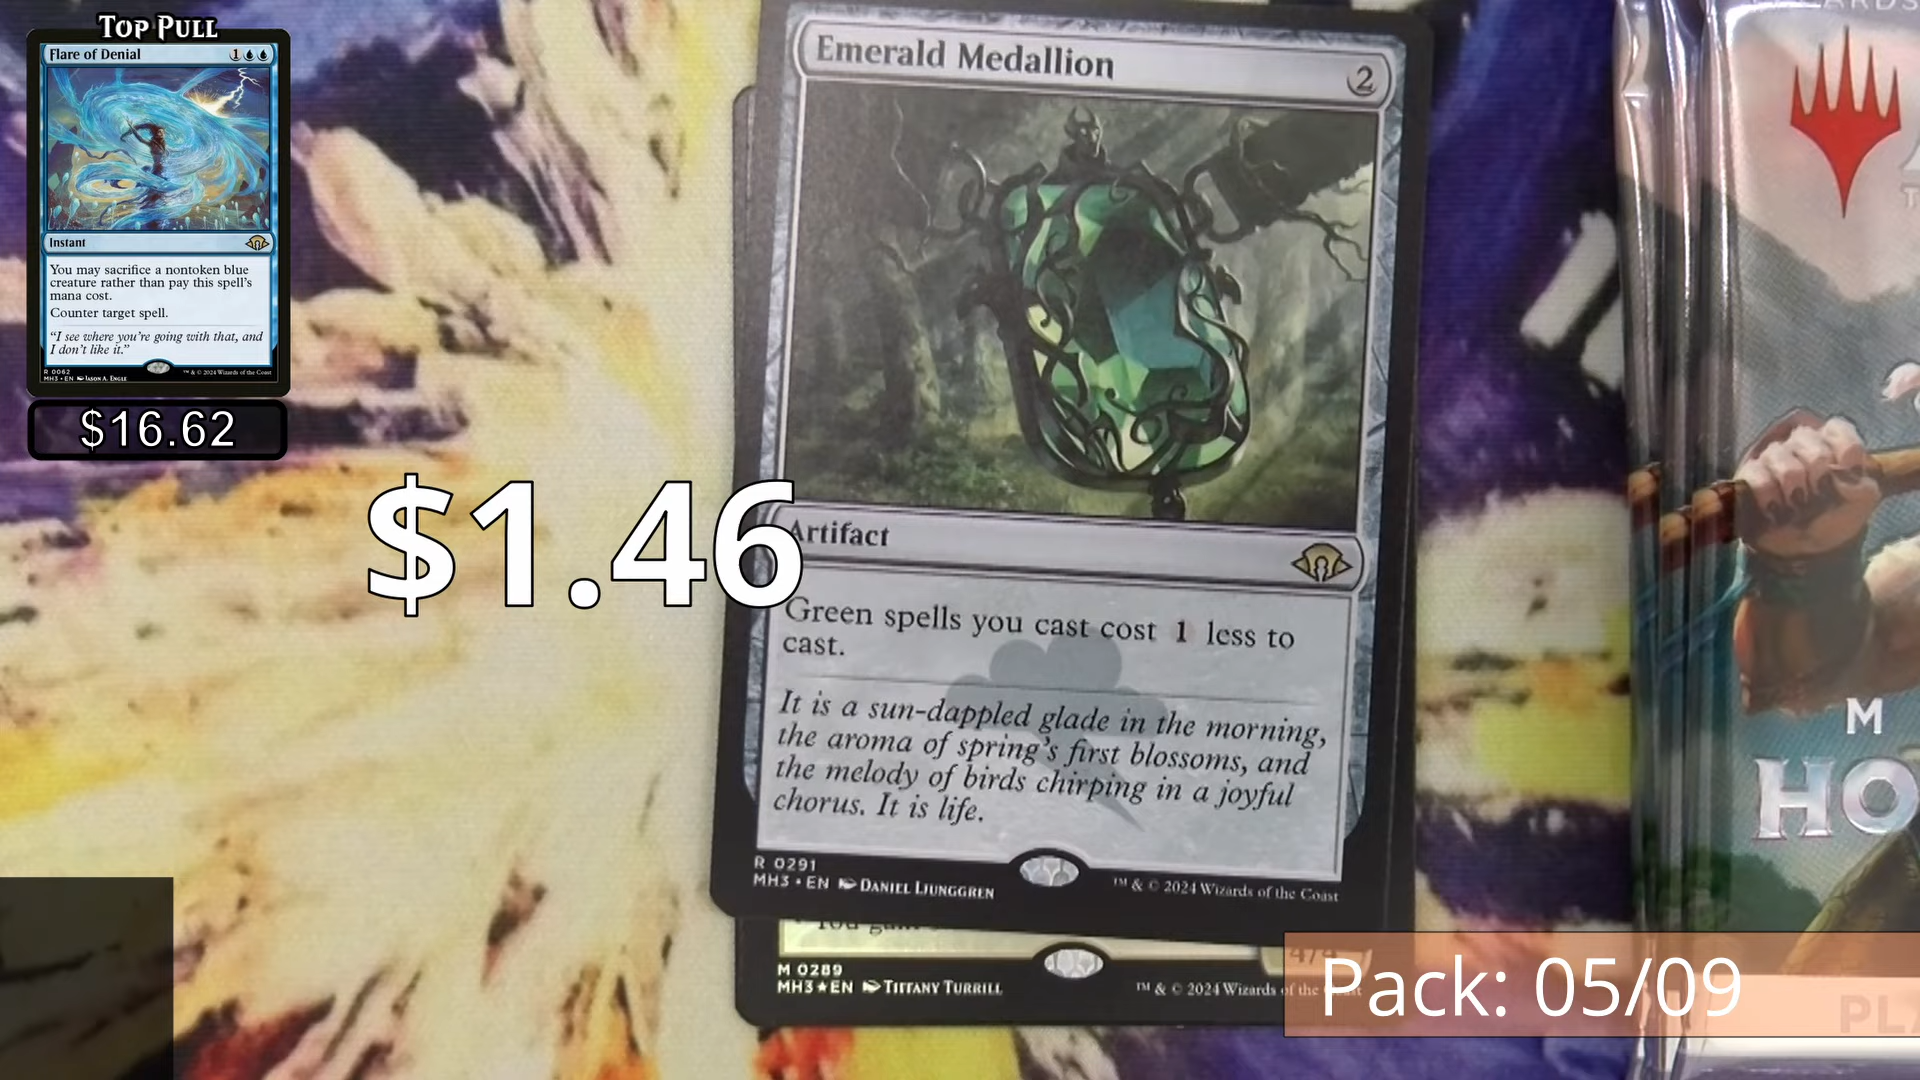 TOP PULL
Flare of Denial 1
Instant
You may sacrifice a nontoken blue
creature rather than pay this spell's
mana cost.
Counter target spell.
"I see where you're going with that, and
I don't like it."
R 0062
MH3 • EN JASON A. ENGLE
™ & © 2024 Wizards of the Coast
$16.62
$1.46
Emerald Medallion 2
Artifact
Green spells you cast cost 1 less to
cast.
It is a sun-dappled glade in the morning,
the aroma of spring's first blossoms, and
the melody of birds chirping in a joyful
chorus. It is life.
R 0291
MH3 • EN DANIEL LJUNGGREN
™ & © 2024 Wizards of the Coast
M 0289
MH3★EN TIFFANY TURRILL
™ & © 2024 Wizards of the
Pack: 05/09
M
HO